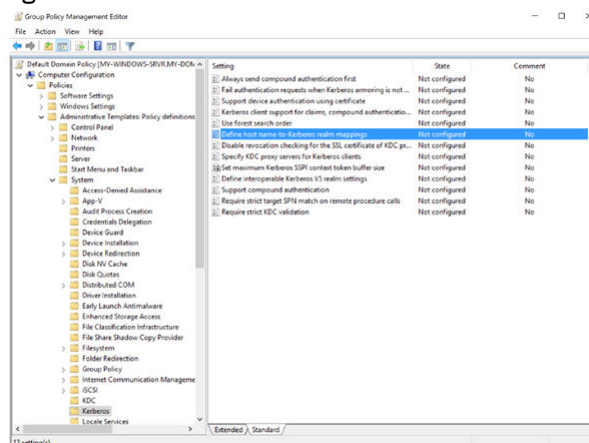 Group Policy Management Editor
File Action View Help
Default Domain Policy [MY-WINDOWS-SRVR.MY-DOM
Computer Configuration
Policies
Software Settings
Windows Settings
Administrative Templates: Policy definitions
Control Panel
Network
Printers
Server
Start Menu and Taskbar
System
Access-Denied Assistance
App-V
Audit Process Creation
Credentials Delegation
Device Guard
Device Installation
Device Redirection
Disk NV Cache
Disk Quotas
Distributed COM
Driver Installation
Early Launch Antimalware
Enhanced Storage Access
File Classification Infrastructure
File Share Shadow Copy Provider
Filesystem
Folder Redirection
Group Policy
Internet Communication Manageme
iSCSI
KDC
Kerberos
Locale Services
Setting State Comment
Always send compound authentication first Not configured No
Fail authentication requests when Kerberos armoring is not ... Not configured No
Support device authentication using certificate Not configured No
Kerberos client support for claims, compound authenticatio... Not configured No
Use forest search order Not configured No
Define host name-to-Kerberos realm mappings Not configured No
Disable revocation checking for the SSL certificate of KDC pr... Not configured No
Specify KDC proxy servers for Kerberos clients Not configured No
Set maximum Kerberos SSPI context token buffer size Not configured No
Define interoperable Kerberos V5 realm settings Not configured No
Support compound authentication Not configured No
Require strict target SPN match on remote procedure calls Not configured No
Require strict KDC validation Not configured No
Extended Standard
13 setting(s)